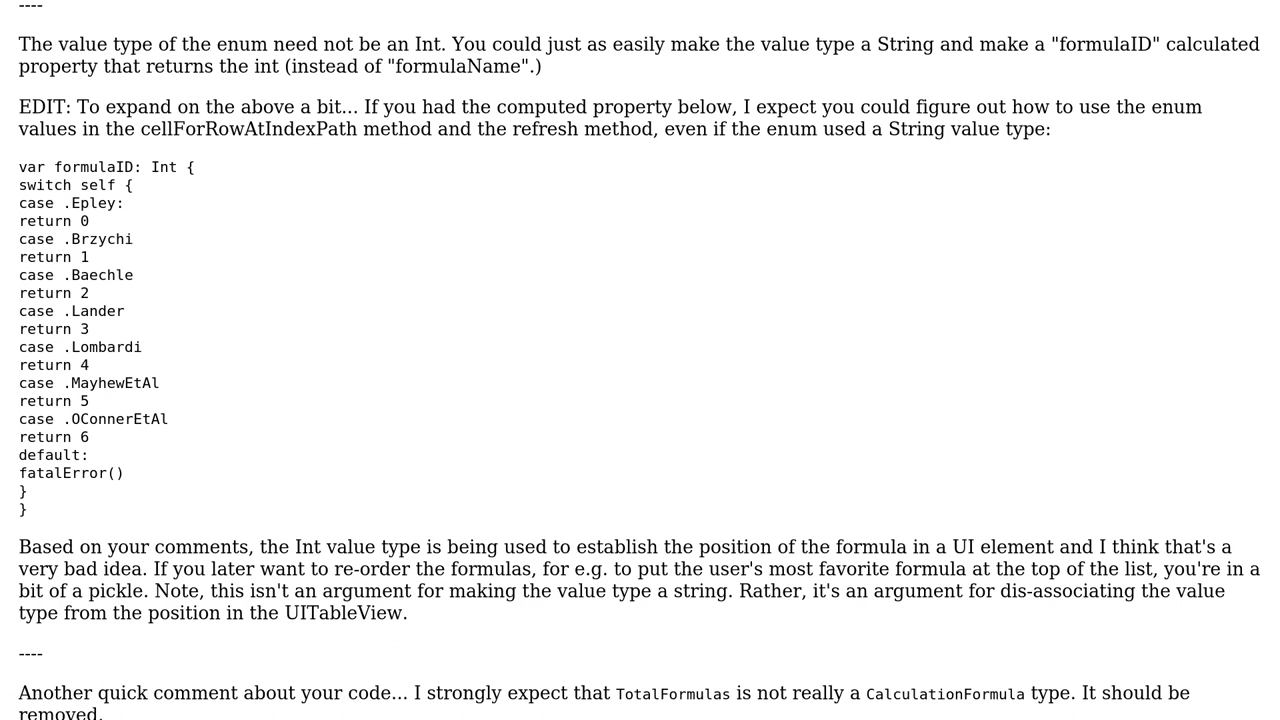 ----
The value type of the enum need not be an Int. You could just as easily make the value type a String and make a "formulaID" calculated
property that returns the int (instead of "formulaName".)
EDIT: To expand on the above a bit... If you had the computed property below, I expect you could figure out how to use the enum
values in the cellForRowAtIndexPath method and the refresh method, even if the enum used a String value type:
var formulaID: Int {
switch self {
case .Epley:
return 0
case .Brzychi
return 1
case .Baechle
return 2
case .Lander
return 3
case .Lombardi
return 4
case .MayhewEtAl
return 5
case .OConnerEtAl
return 6
default:
fatalError()
}
}
Based on your comments, the Int value type is being used to establish the position of the formula in a UI element and I think that's a
very bad idea. If you later want to re-order the formulas, for e.g. to put the user's most favorite formula at the top of the list, you're in a
bit of a pickle. Note, this isn't an argument for making the value type a string. Rather, it's an argument for dis-associating the value
type from the position in the UITableView.
----
Another quick comment about your code... I strongly expect that TotalFormulas is not really a CalculationFormula type. It should be
removed.